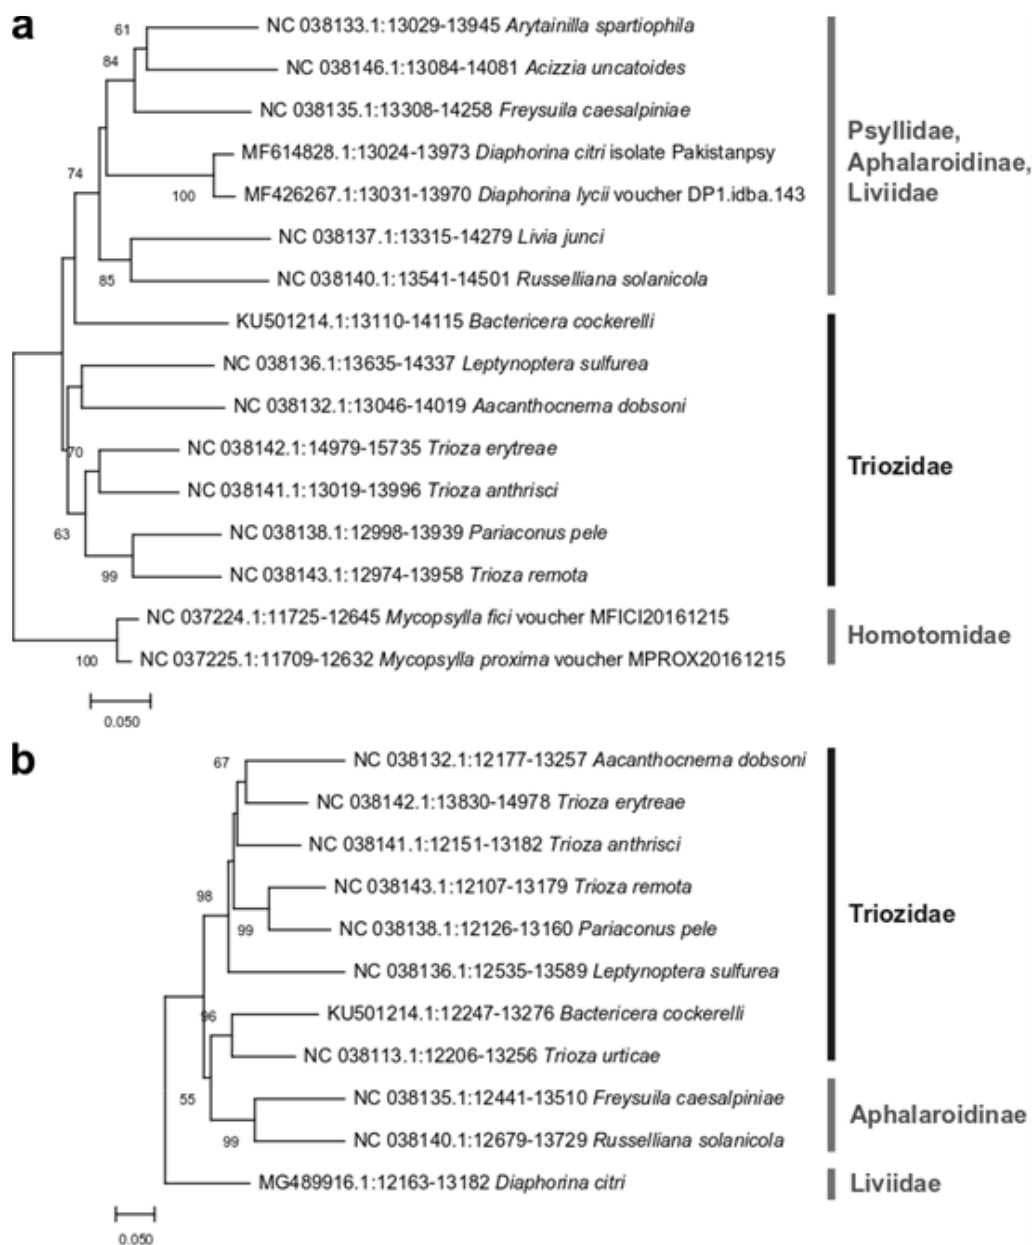 a
61
NC 038133.1:13029-13945 Arytainilla spartiophila
84
NC 038146.1:13084-14081 Acizzia uncatoides
NC 038135.1:13308-14258 Freysuila caesalpiniae
Psyllidae,
Aphalaroidinae,
Liviidae
MF614828.1:13024-13973 Diaphorina citri isolate Pakistanpsy
74
100
MF426267.1:13031-13970 Diaphorina lycii voucher DP1.idba.143
NC 038137.1:13315-14279 Livia junci
85
NC 038140.1:13541-14501 Russelliana solanicola
KU501214.1:13110-14115 Bactericera cockerelli
NC 038136.1:13635-14337 Leptynoptera sulfurea
NC 038132.1:13046-14019 Aacanthocnema dobsoni
70
NC 038142.1:14979-15735 Trioza erytreae
Triozidae
NC 038141.1:13019-13996 Trioza anthrisci
63
NC 038138.1:12998-13939 Pariaconus pele
99
NC 038143.1:12974-13958 Trioza remota
NC 037224.1:11725-12645 Mycopsylla fici voucher MFICI20161215
Homotomidae
100
NC 037225.1:11709-12632 Mycopsylla proxima voucher MPROX20161215
0.050
b
67
NC 038132.1:12177-13257 Aacanthocnema dobsoni
NC 038142.1:13830-14978 Trioza erytreae
NC 038141.1:12151-13182 Trioza anthrisci
98
NC 038143.1:12107-13179 Trioza remota
99
NC 038138.1:12126-13160 Pariaconus pele
Triozidae
NC 038136.1:12535-13589 Leptynoptera sulfurea
96
KU501214.1:12247-13276 Bactericera cockerelli
NC 038113.1:12206-13256 Trioza urticae
55
NC 038135.1:12441-13510 Freysuila caesalpiniae
Aphalaroidinae
99
NC 038140.1:12679-13729 Russelliana solanicola
MG489916.1:12163-13182 Diaphorina citri
Liviidae
0.050